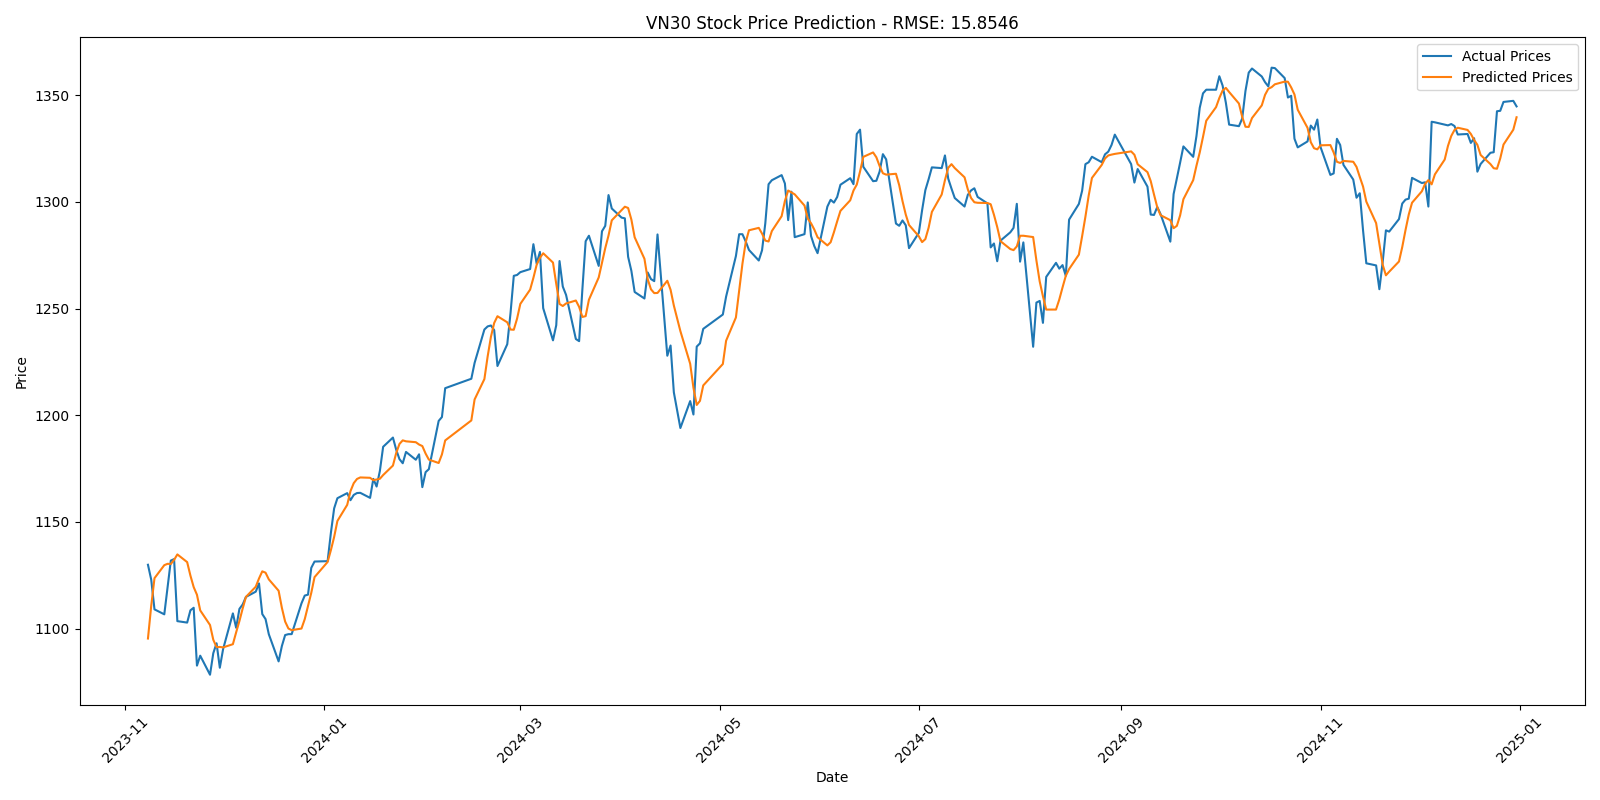 VN30 Stock Price Prediction - RMSE: 15.8546
Actual Prices
Predicted Prices
Price
1350
1300
1250
1200
1150
1100
2023-11
2024-01
2024-03
2024-05
2024-07
2024-09
2024-11
2025-01
Date